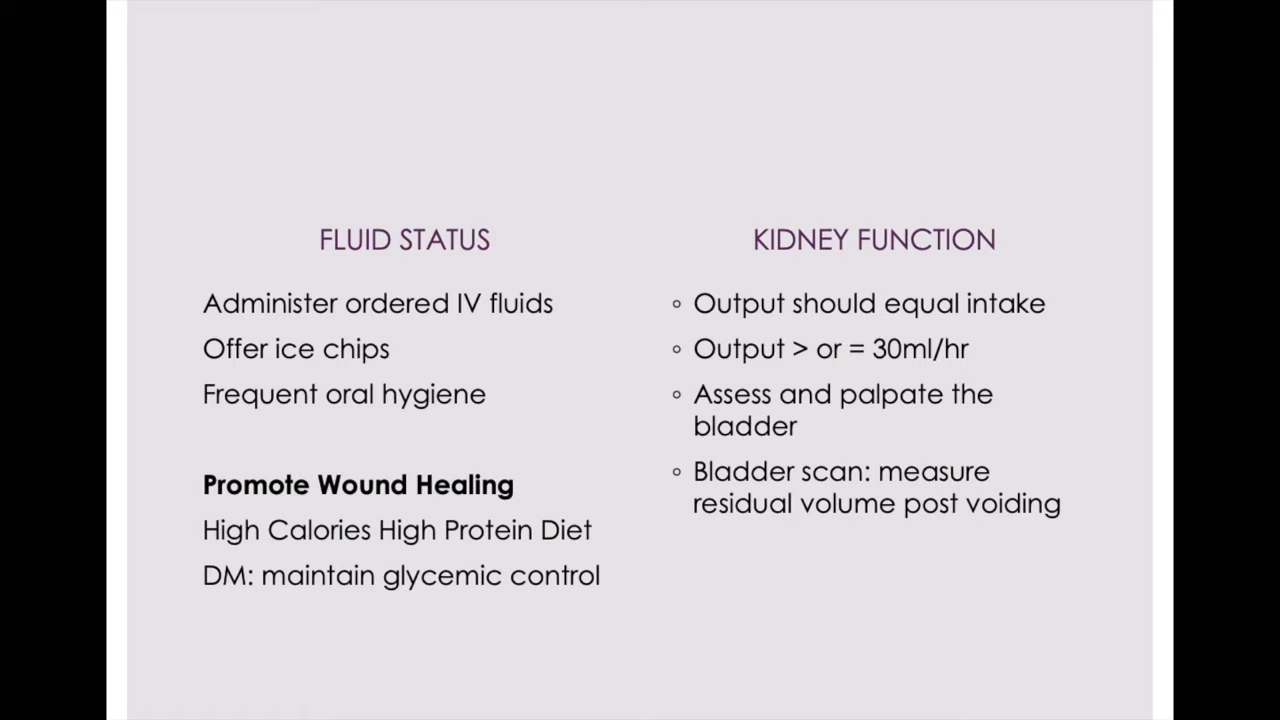 FLUID STATUS
Administer ordered IV fluids
Offer ice chips
Frequent oral hygiene
Promote Wound Healing
High Calories High Protein Diet
DM: maintain glycemic control
KIDNEY FUNCTION
◦ Output should equal intake
◦ Output > or = 30ml/hr
◦ Assess and palpate the
bladder
◦ Bladder scan: measure
residual volume post voiding